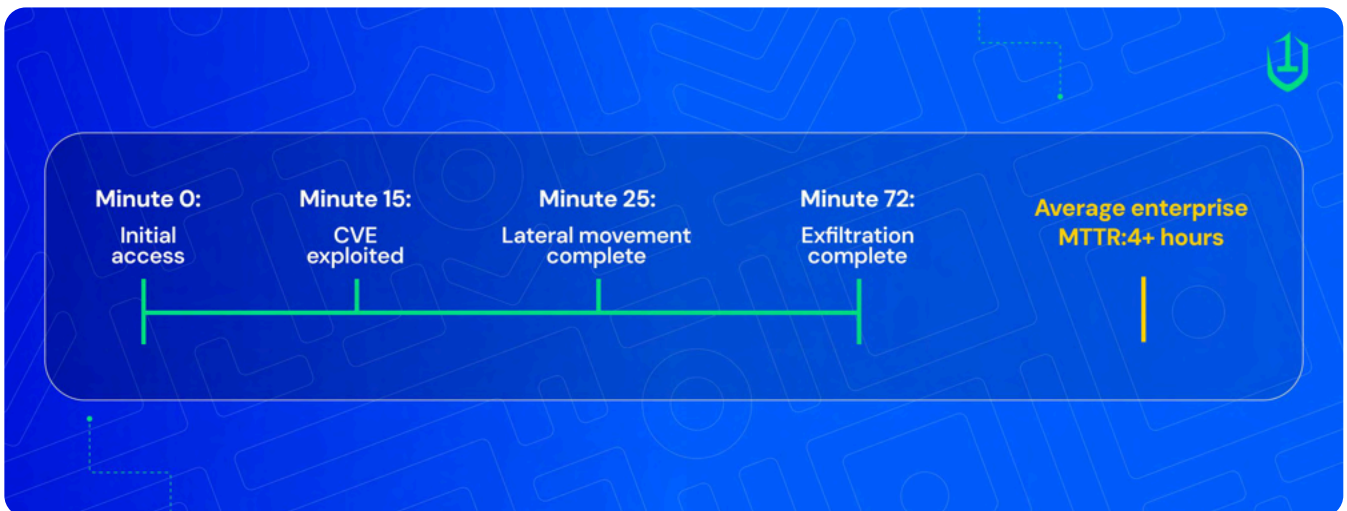 Minute 0:
Initial
access
Minute 15:
CVE
exploited
Minute 25:
Lateral movement
complete
Minute 72:
Exfiltration
complete
Average enterprise
MTTR:4+ hours
1